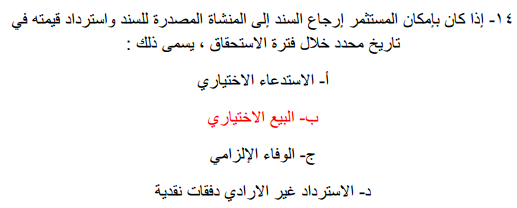 ١٤- إذا كان بإمكان المستثمر إرجاع السند إلى المنشاة المصدرة للسند واسترداد قيمته في
تاريخ محدد خلال فترة الاستحقاق ، يسمى ذلك :
أ- الاستدعاء الاختياري
ب- البيع الاختياري
ج- الوفاء الإلزامي
د- الاسترداد غير الارادي دفقات نقدية